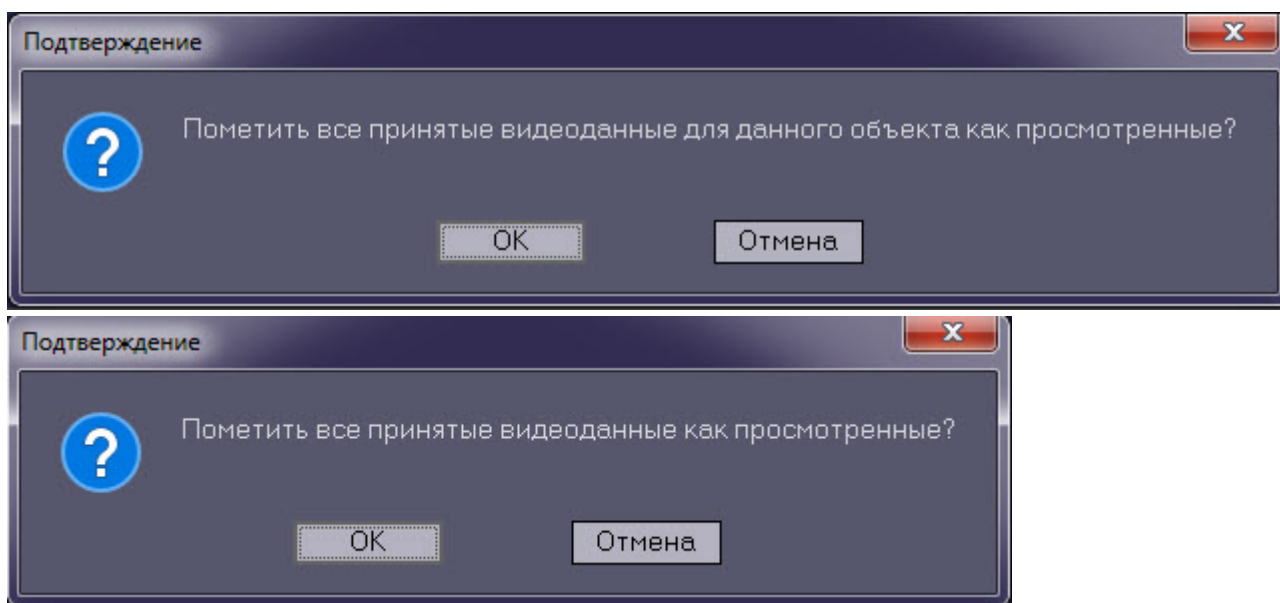 Подтверждение
Пометить все принятые видеоданные для данного объекта как просмотренные?
OK
Отмена
Подтверждение
Пометить все принятые видеоданные как просмотренные?
OK
Отмена